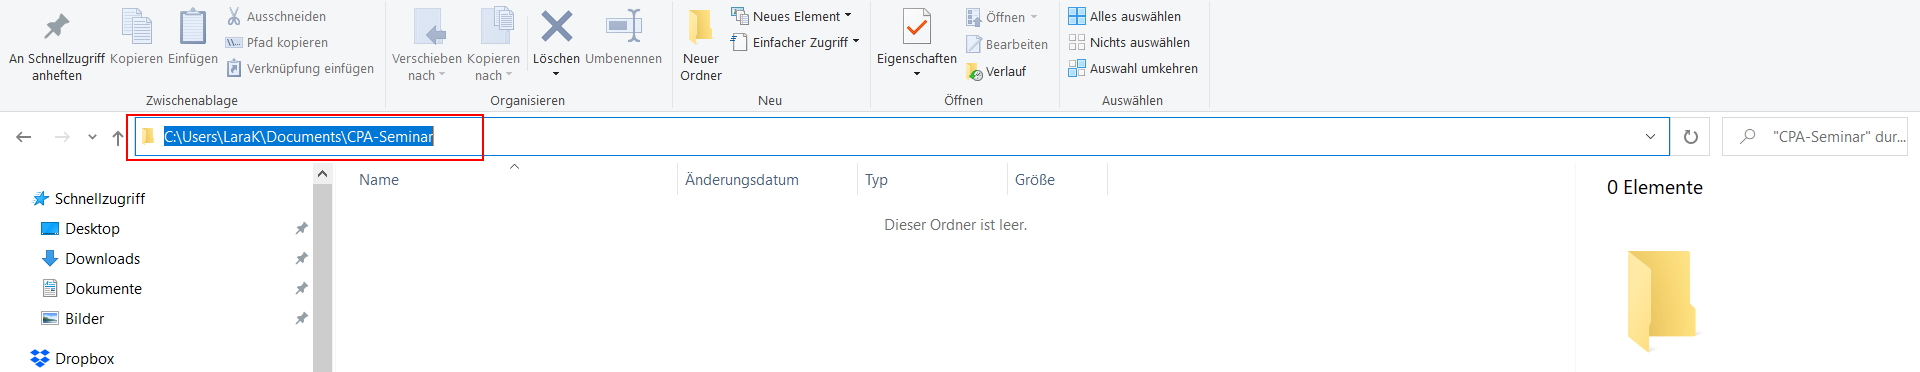 An Schnellzugriff anheften
Kopieren
Einfügen
Ausschneiden
Pfad kopieren
Verknüpfung einfügen
Zwischenablage
Verschieben nach
Kopieren nach
Löschen
Umbenennen
Organisieren
Neuer Ordner
Neues Element
Einfacher Zugriff
Neu
Eigenschaften
Öffnen
Bearbeiten
Verlauf
Öffnen
Alles auswählen
Nichts auswählen
Auswahl umkehren
Auswählen
C:\Users\LaraK\Documents\CPA-Seminar
"CPA-Seminar" dur...
Schnellzugriff
Desktop
Downloads
Dokumente
Bilder
Dropbox
Name
Änderungsdatum
Typ
Größe
Dieser Ordner ist leer.
0 Elemente